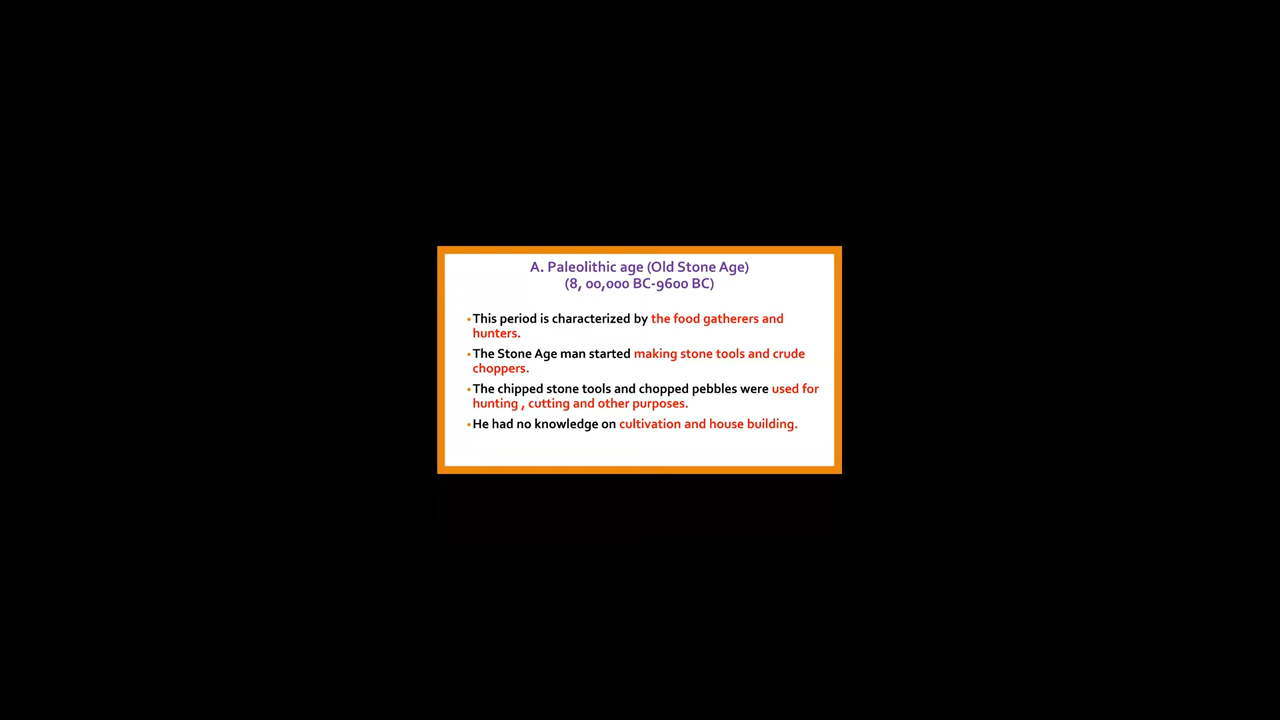 A. Paleolithic age (Old Stone Age)
(8, 00,000 BC-9600 BC)
•This period is characterized by the food gatherers and
hunters.
•The Stone Age man started making stone tools and crude
choppers.
•The chipped stone tools and chopped pebbles were used for
hunting , cutting and other purposes.
•He had no knowledge on cultivation and house building.